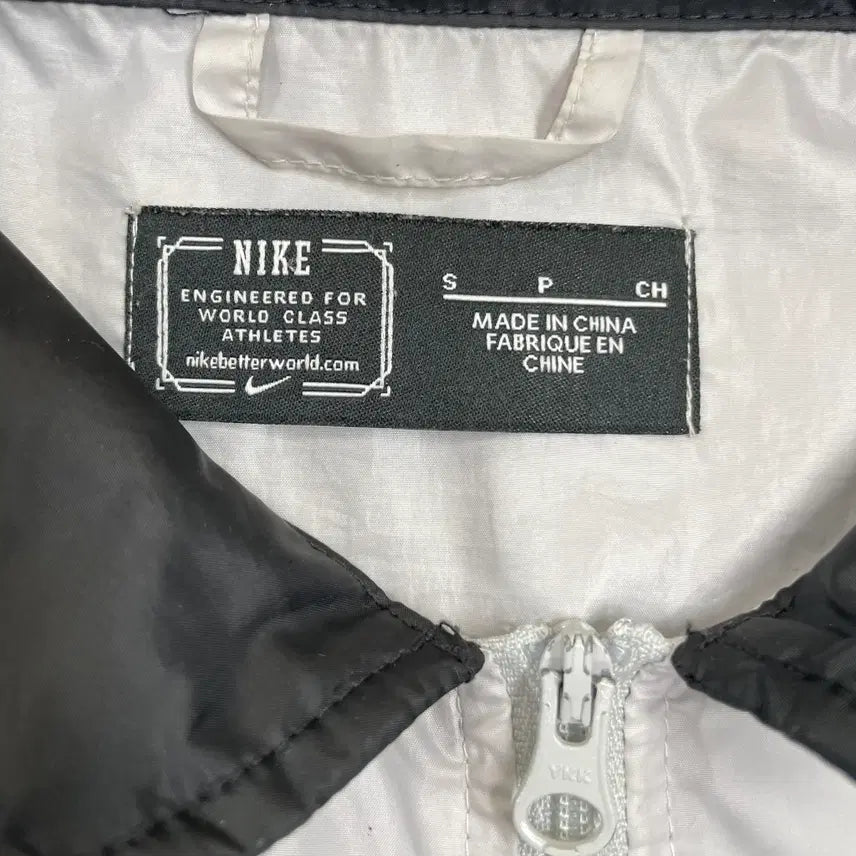 NIKE
ENGINEERED FOR
WORLD CLASS
ATHLETES
nikebetterworld.com
S P CH
MADE IN CHINA
FABRIQUE EN
CHINE
YKK